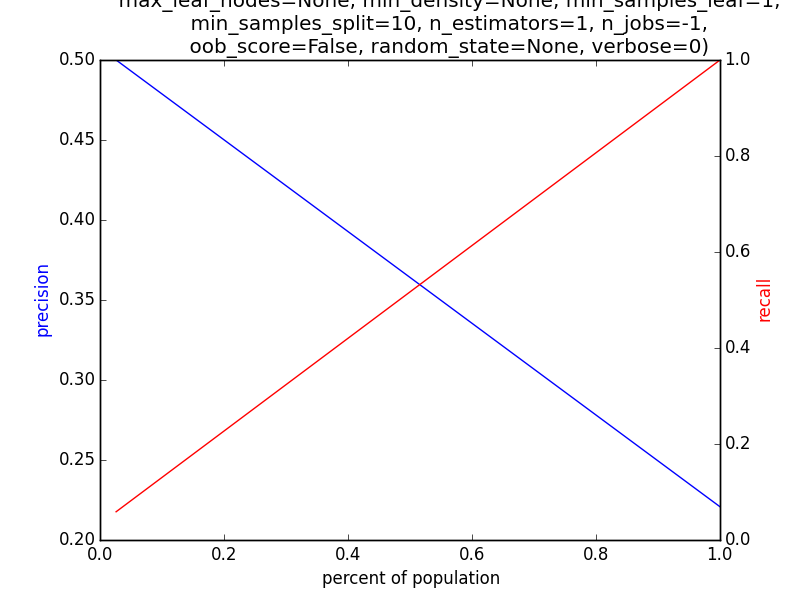 max_leaf_nodes=None, min_density=None, min_samples_leaf=1,
min_samples_split=10, n_estimators=1, n_jobs=-1,
oob_score=False, random_state=None, verbose=0)
0.50
0.45
0.40
0.35
0.30
0.25
0.20
precision
1.0
0.8
0.6
0.4
0.2
0.0
recall
0.0 0.2 0.4 0.6 0.8 1.0
percent of population